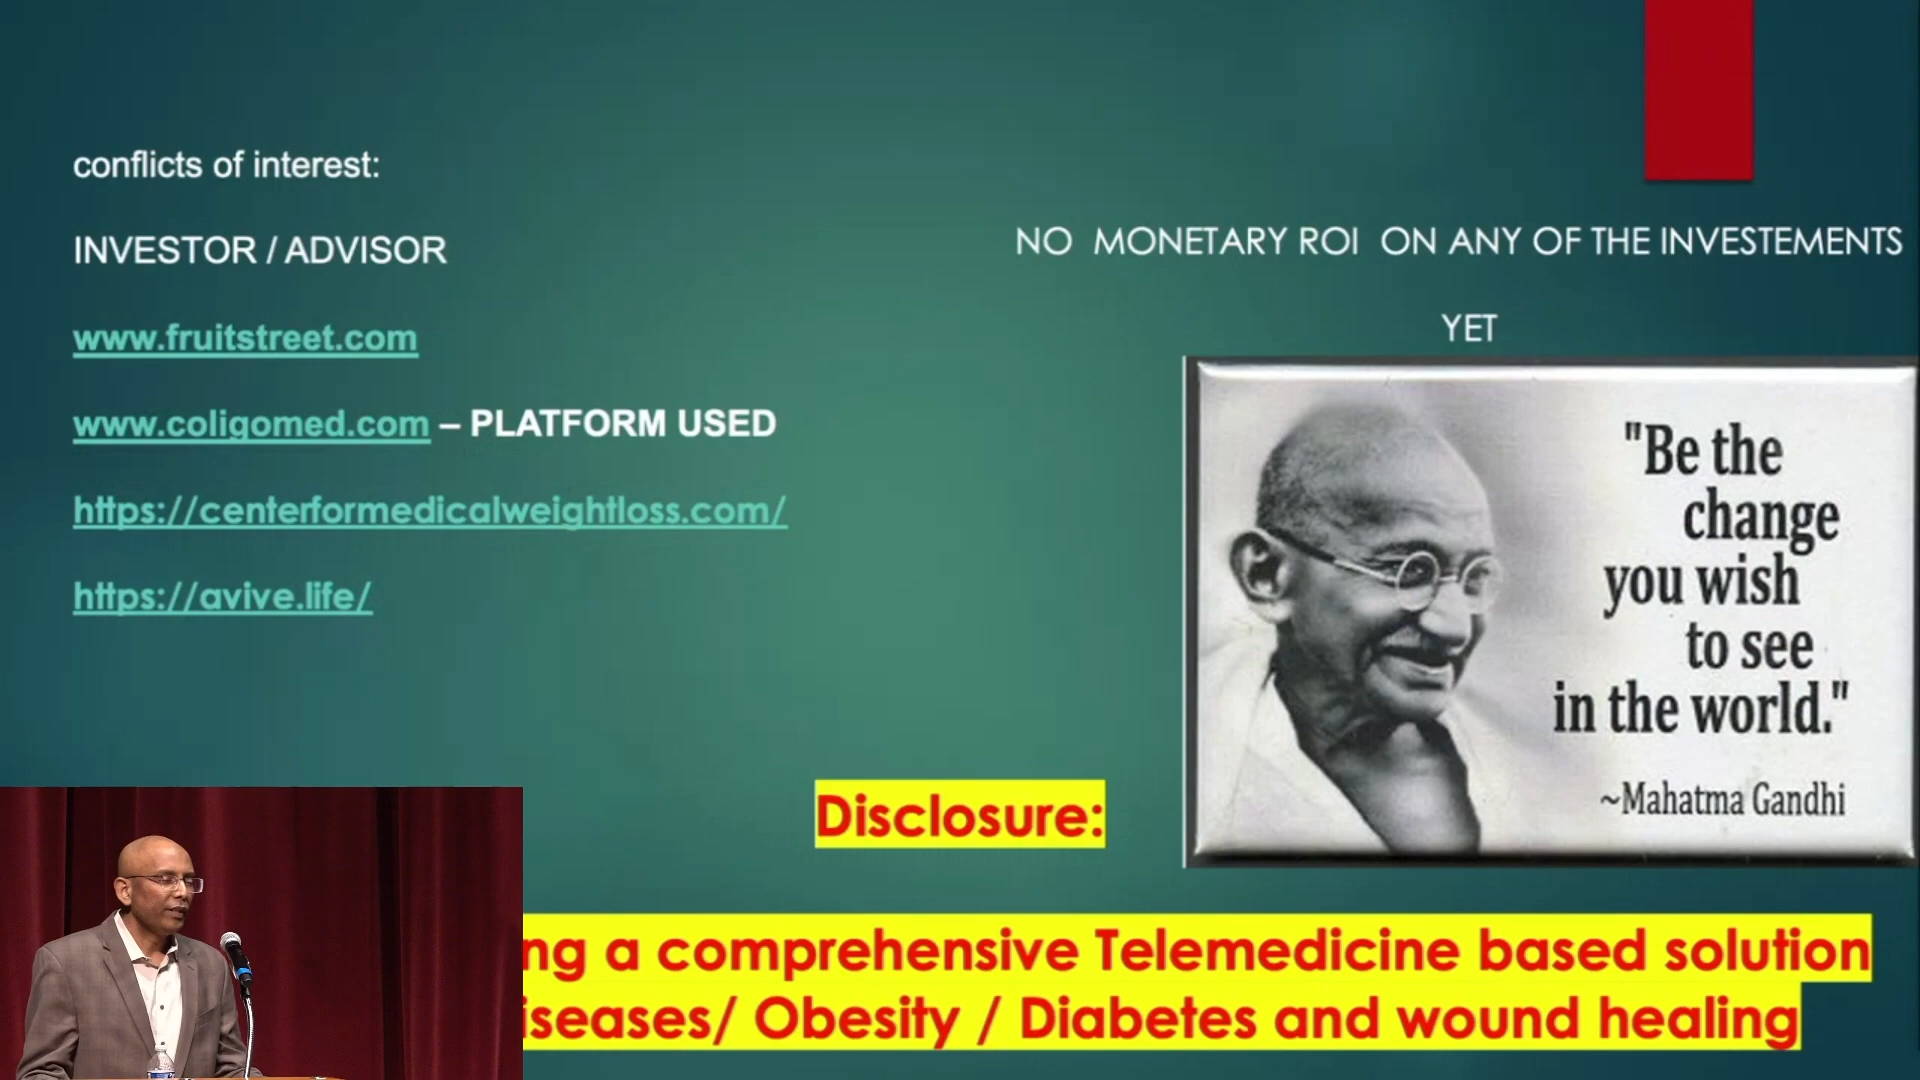 conflicts of interest:
INVESTOR / ADVISOR
www.fruitstreet.com
www.coligomed.com – PLATFORM USED
https://centerformedicalweightloss.com/
https://avive.life/
NO MONETARY ROI ON ANY OF THE INVESTEMENTS
YET
"Be the
change
you wish
to see
in the world."
~Mahatma Gandhi
Disclosure:
ng a comprehensive Telemedicine based solution
iseases/ Obesity / Diabetes and wound healing